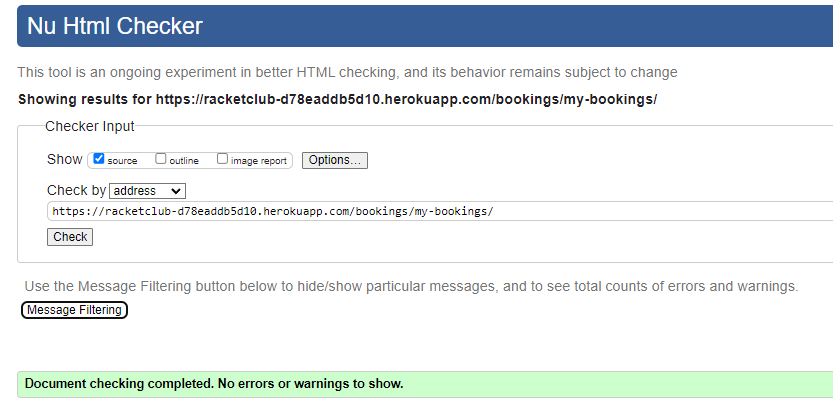 Nu Html Checker
This tool is an ongoing experiment in better HTML checking, and its behavior remains subject to change
Showing results for https://racketclub-d78eaddb5d10.herokuapp.com/bookings/my-bookings/
Checker Input
Show source outline image report Options...
Check by address
https://racketclub-d78eaddb5d10.herokuapp.com/bookings/my-bookings/
Check
Use the Message Filtering button below to hide/show particular messages, and to see total counts of errors and warnings.
Message Filtering
Document checking completed. No errors or warnings to show.